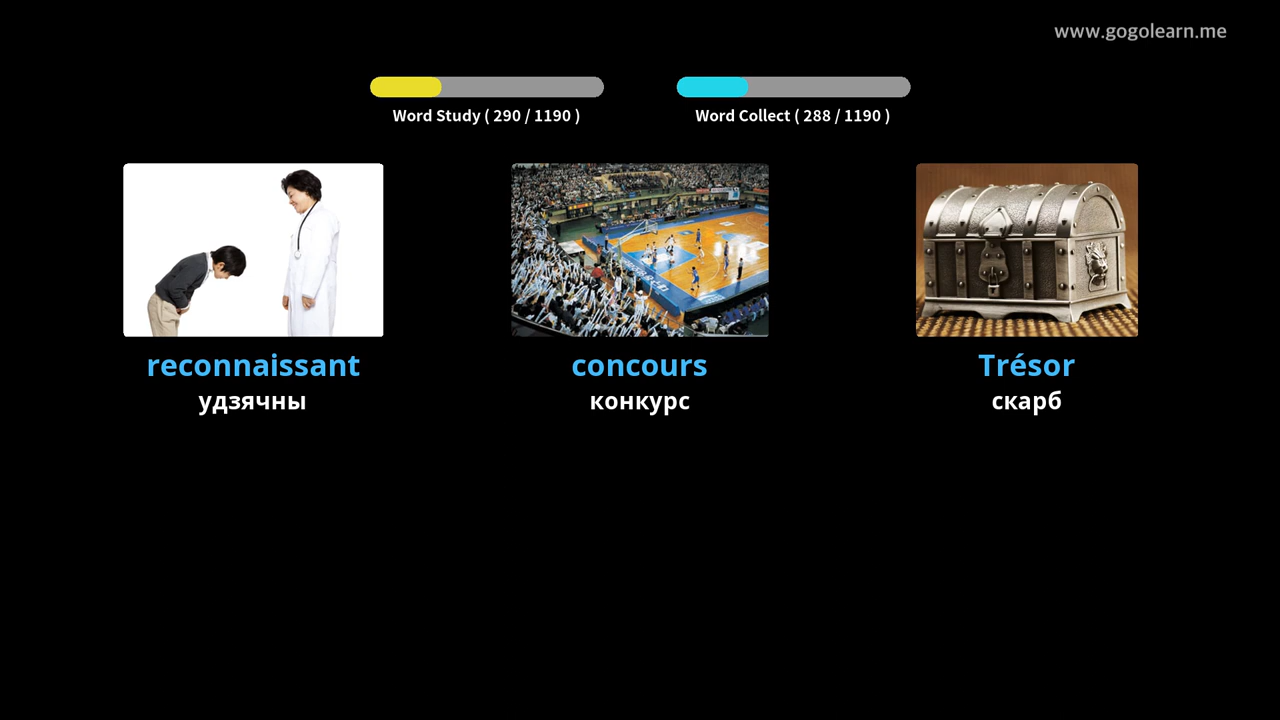 www.gogolearn.me
Word Study ( 290 / 1190 )
Word Collect ( 288 / 1190 )
reconnaissant
удзячны
concours
конкурс
Trésor
скарб